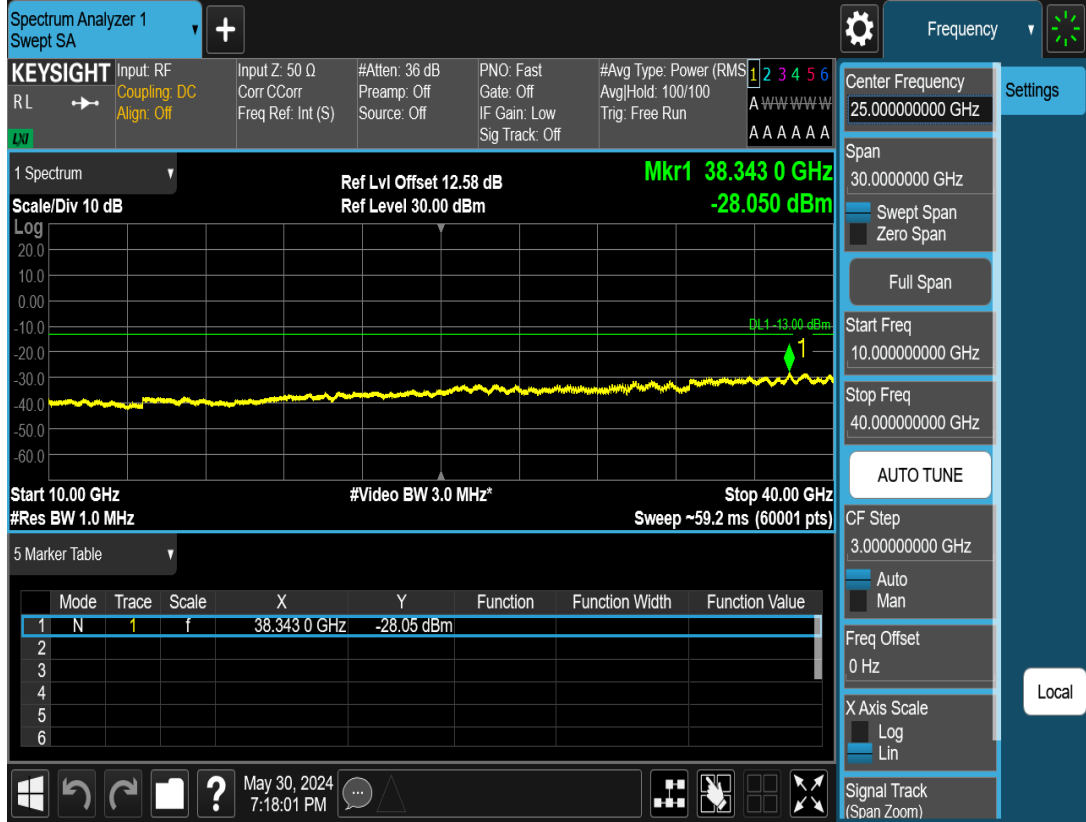 Spectrum Analyzer 1
Swept SA
+
Frequency
KEYSIGHT
RL
LXI
Input: RF
Coupling: DC
Align: Off
Input Z: 50 Ω
Corr CCorr
Freq Ref: Int (S)
#Atten: 36 dB
Preamp: Off
Source: Off
PNO: Fast
Gate: Off
IF Gain: Low
Sig Track: Off
#Avg Type: Power (RMS
Avg|Hold: 100/100
Trig: Free Run
1 2 3 4 5 6
A W W W W W
A A A A A A
1 Spectrum
Scale/Div 10 dB
Log
Ref Lvl Offset 12.58 dB
Ref Level 30.00 dBm
Mkr1 38.343 0 GHz
-28.050 dBm
20.0
10.0
0.00
-10.0
-20.0
-30.0
-40.0
-50.0
-60.0
DL1 -13.00 dBm
1
Start 10.00 GHz
#Video BW 3.0 MHz*
Stop 40.00 GHz
#Res BW 1.0 MHz
Sweep ~59.2 ms (60001 pts)
5 Marker Table
Mode Trace Scale X Y Function Function Width Function Value
1 N 1 f 38.343 0 GHz -28.05 dBm
2
3
4
5
6
?
May 30, 2024
7:18:01 PM
Center Frequency
25.000000000 GHz
Settings
Span
30.0000000 GHz
Swept Span
Zero Span
Full Span
Start Freq
10.000000000 GHz
Stop Freq
40.000000000 GHz
AUTO TUNE
CF Step
3.000000000 GHz
Auto
Man
Freq Offset
0 Hz
Local
X Axis Scale
Log
Lin
Signal Track
(Span Zoom)